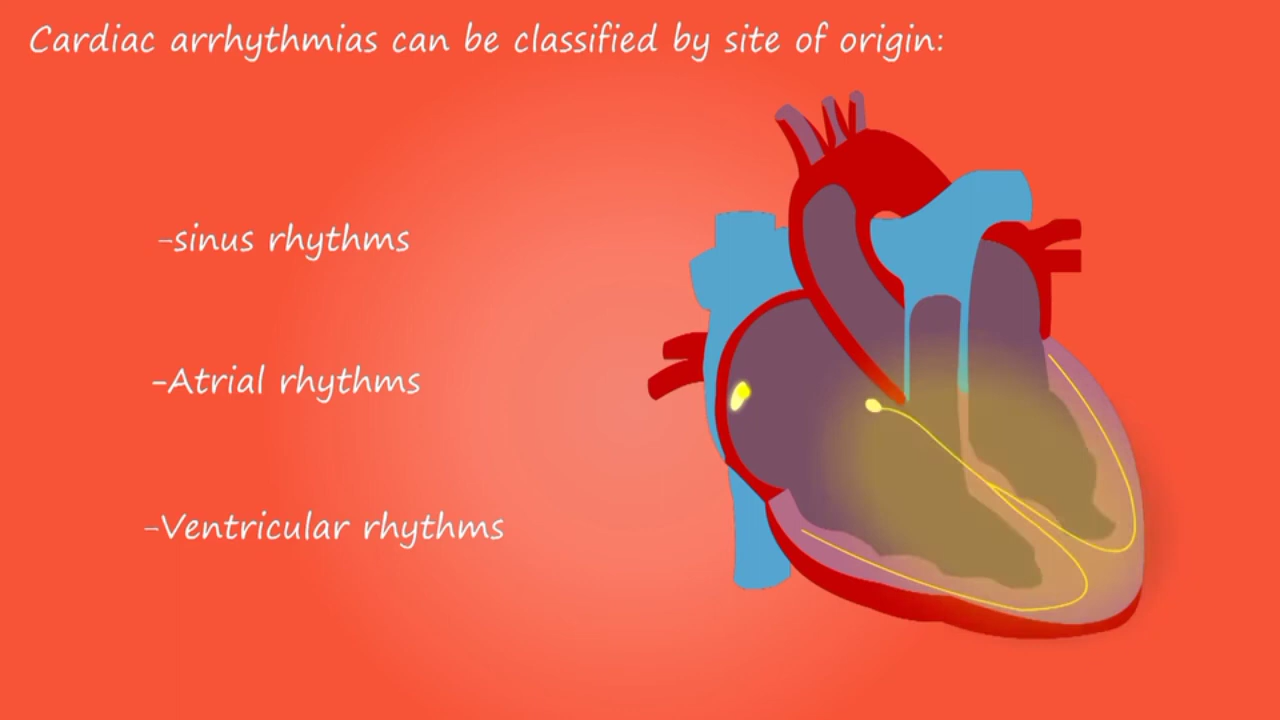 Cardiac arrhythmias can be classified by site of origin:
-sinus rhythms
-Atrial rhythms
-Ventricular rhythms